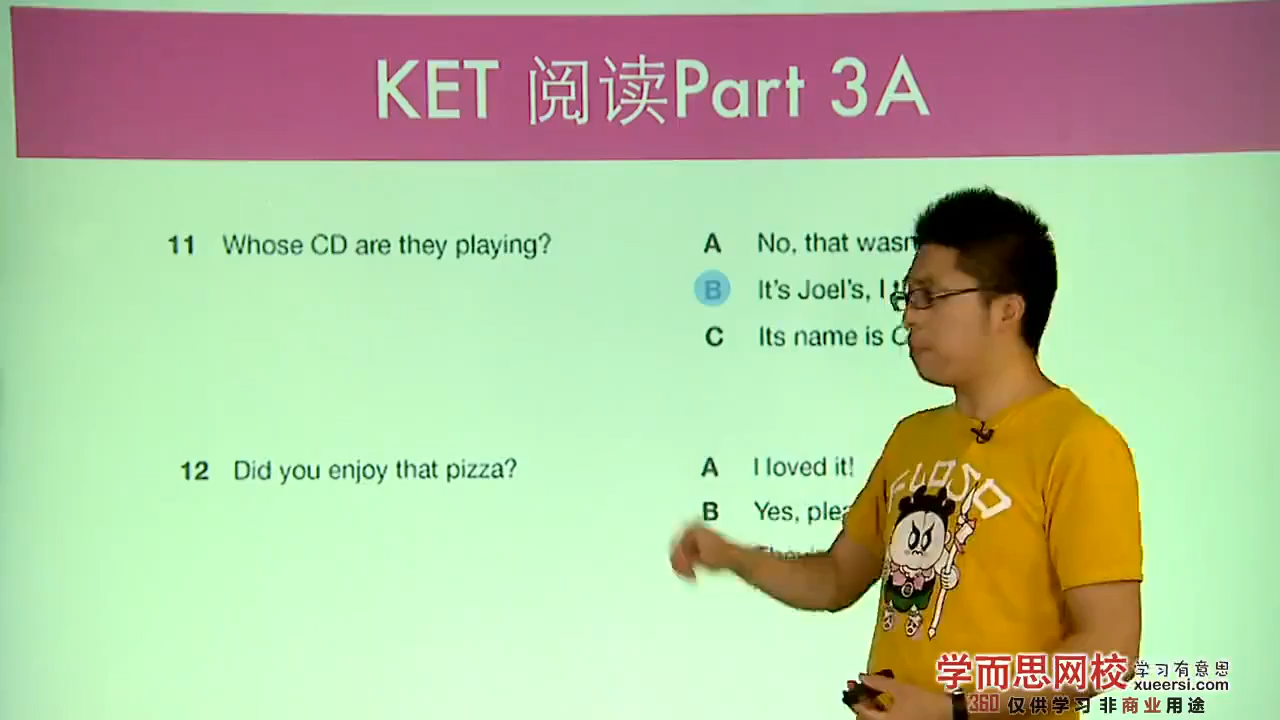 KET 阅读Part 3A
11 Whose CD are they playing?
A No, that wasn
B It's Joel's, I
C Its name is
12 Did you enjoy that pizza?
A I loved it!
B Yes, plea
FLOSO
学而思网校 学习有意思
xueersi.com
360 仅供学习 非商业用途